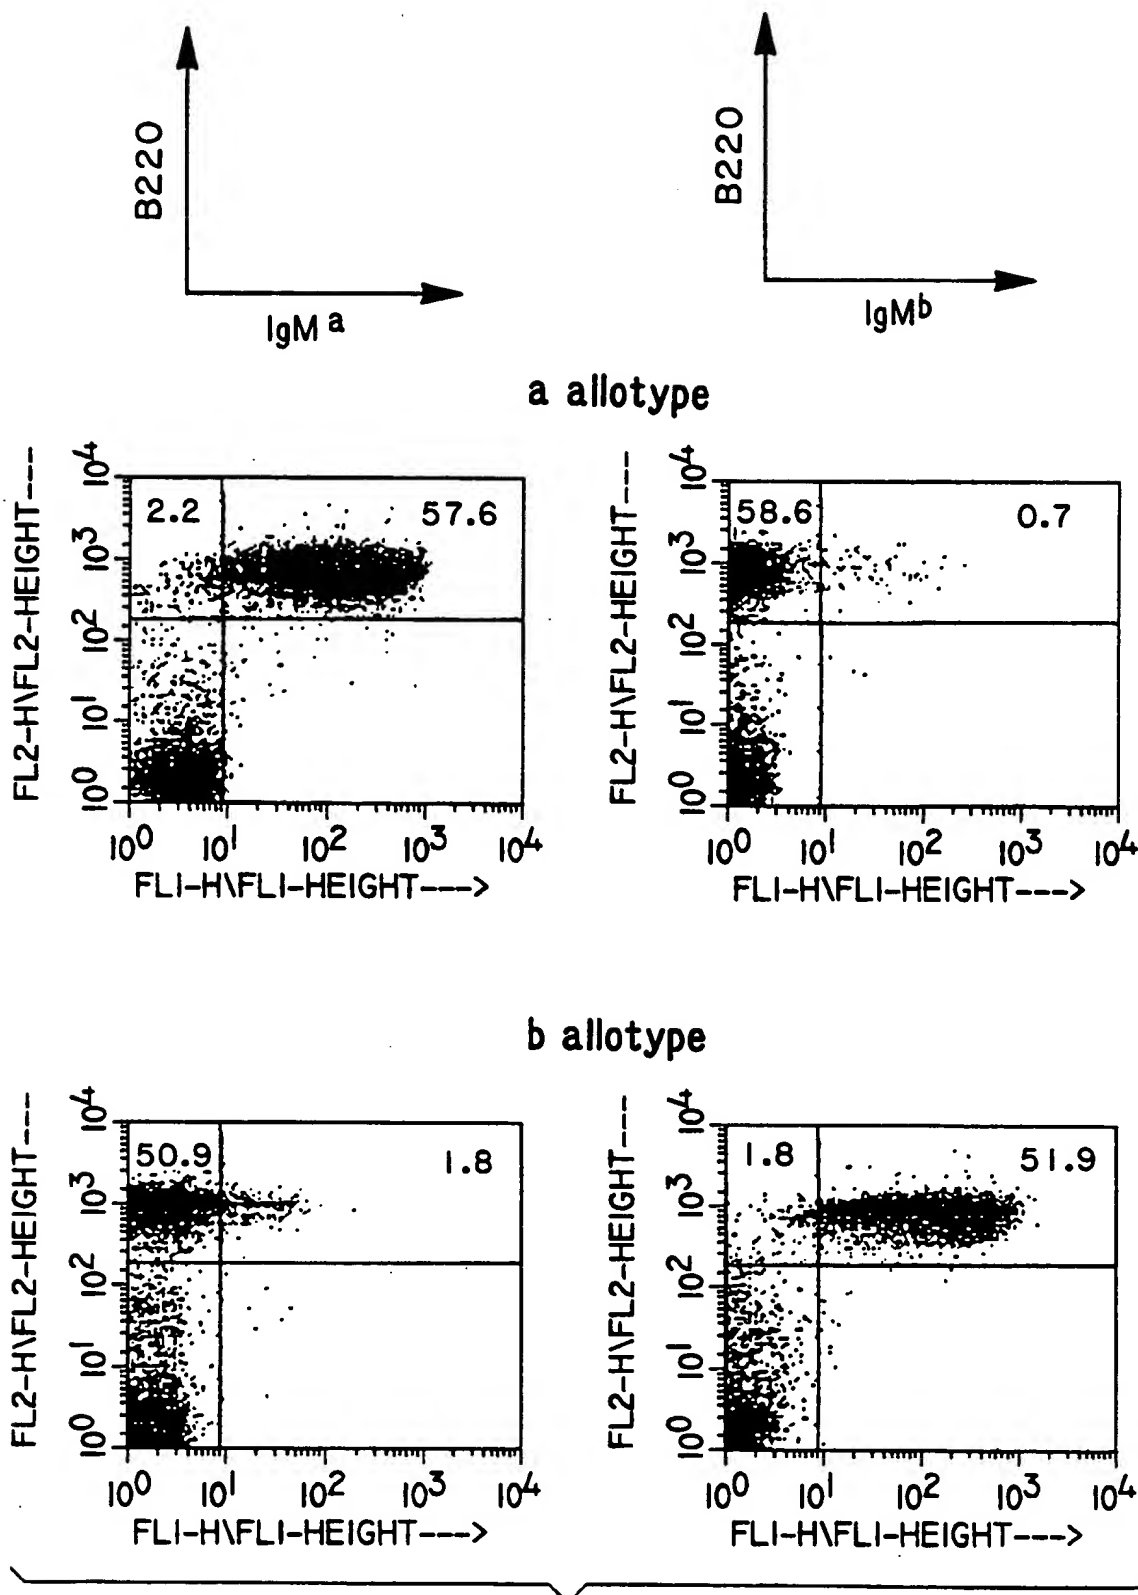 B220
IgM a
B220
IgM b
a allotype
FL2-H\FL2-HEIGHT---
10⁴
10³
10²
10¹
10⁰
2.2
57.6
10⁰ 10¹ 10² 10³ 10⁴
FL1-H\FL1-HEIGHT--->
FL2-H\FL2-HEIGHT---
10⁴
10³
10²
10¹
10⁰
58.6
0.7
10⁰ 10¹ 10² 10³ 10⁴
FL1-H\FL1-HEIGHT--->
b allotype
FL2-H\FL2-HEIGHT---
10⁴
10³
10²
10¹
10⁰
50.9
1.8
10⁰ 10¹ 10² 10³ 10⁴
FL1-H\FL1-HEIGHT--->
FL2-H\FL2-HEIGHT---
10⁴
10³
10²
10¹
10⁰
1.8
51.9
10⁰ 10¹ 10² 10³ 10⁴
FL1-H\FL1-HEIGHT--->